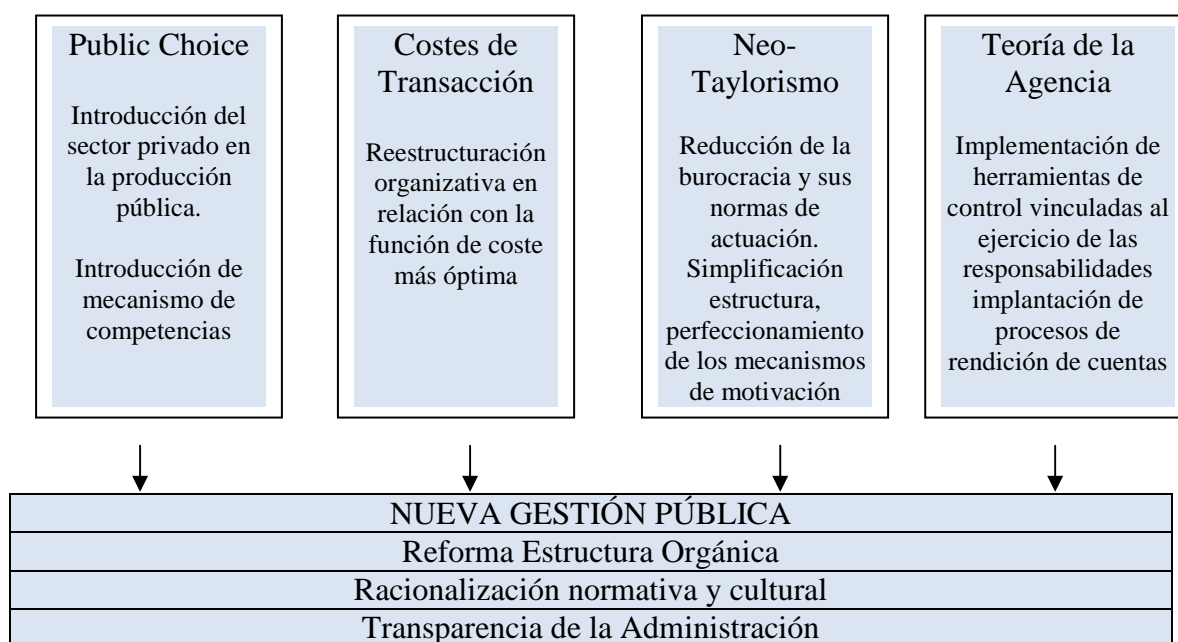 Public Choice
Introducción del
sector privado en
la producción
pública.
Introducción de
mecanismo de
competencias
Costes de
Transacción
Reestructuración
organizativa en
relación con la
función de coste
más óptima
Neo-
Taylorismo
Reducción de la
burocracia y sus
normas de
actuación.
Simplificación
estructura,
perfeccionamiento
de los mecanismos
de motivación
Teoría de la
Agencia
Implementación de
herramientas de
control vinculadas al
ejercicio de las
responsabilidades
implantación de
procesos de
rendición de cuentas
NUEVA GESTIÓN PÚBLICA
Reforma Estructura Orgánica
Racionalización normativa y cultural
Transparencia de la Administración